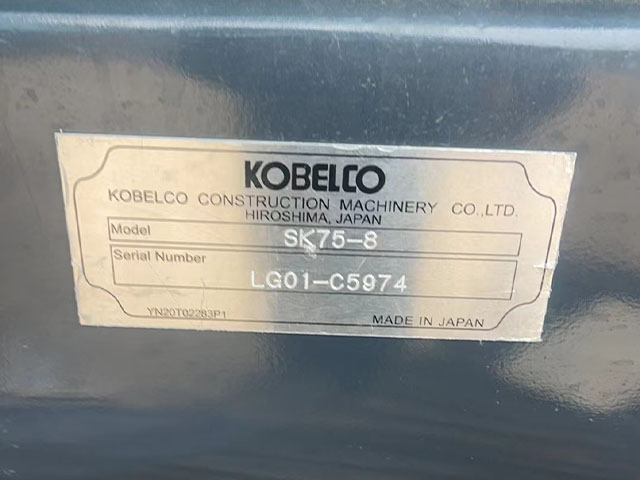 KOBELCO
KOBELCO CONSTRUCTION MACHINERY CO.,LTD.
HIROSHIMA, JAPAN
Model SK75-8
Serial Number
LG01-C5974
YN20T02283P1 MADE IN JAPAN